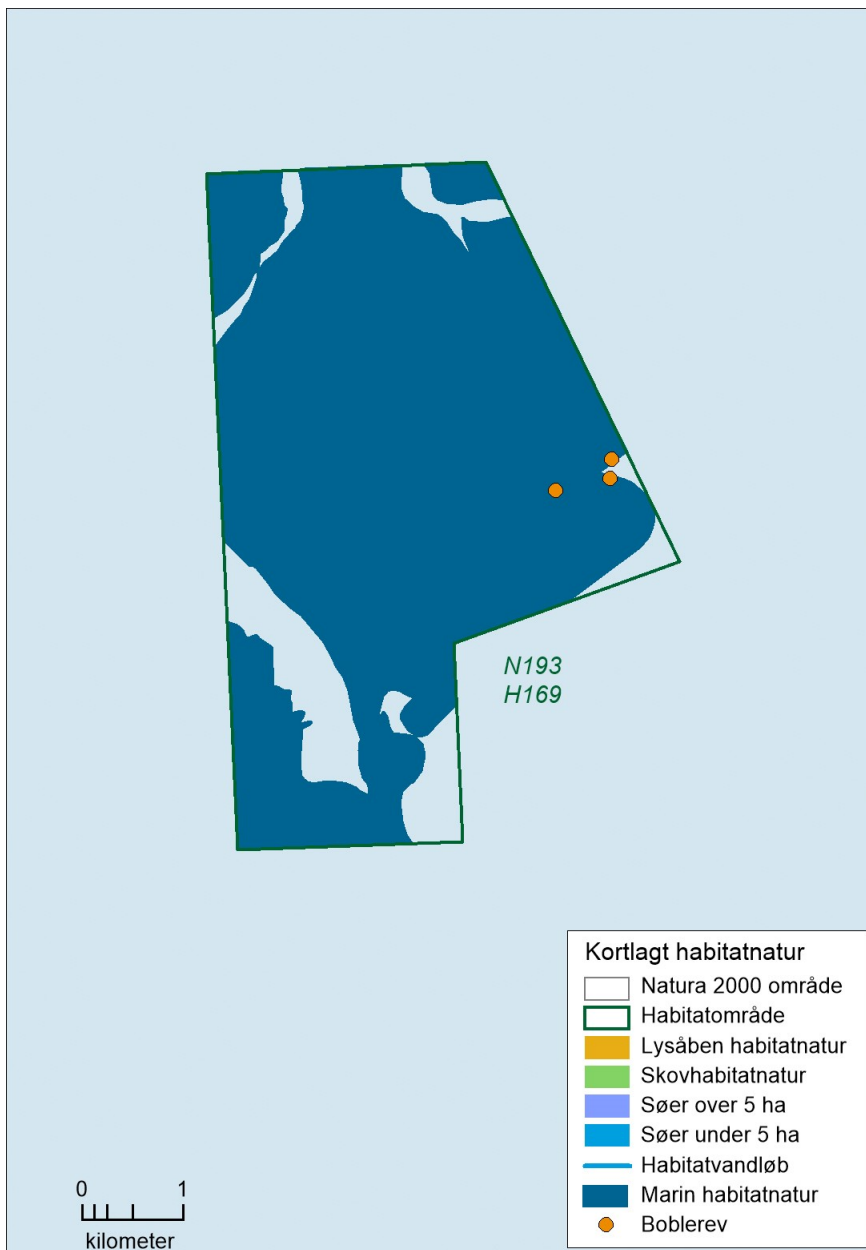 N193
H169
Kortlagt habitatnatur
Natura 2000 område
Habitatområde
Lysåben habitatnatur
Skovhabitatnatur
Søer over 5 ha
Søer under 5 ha
Habitatvandløb
Marin habitatnatur
Boblerev
0 1
kilometer